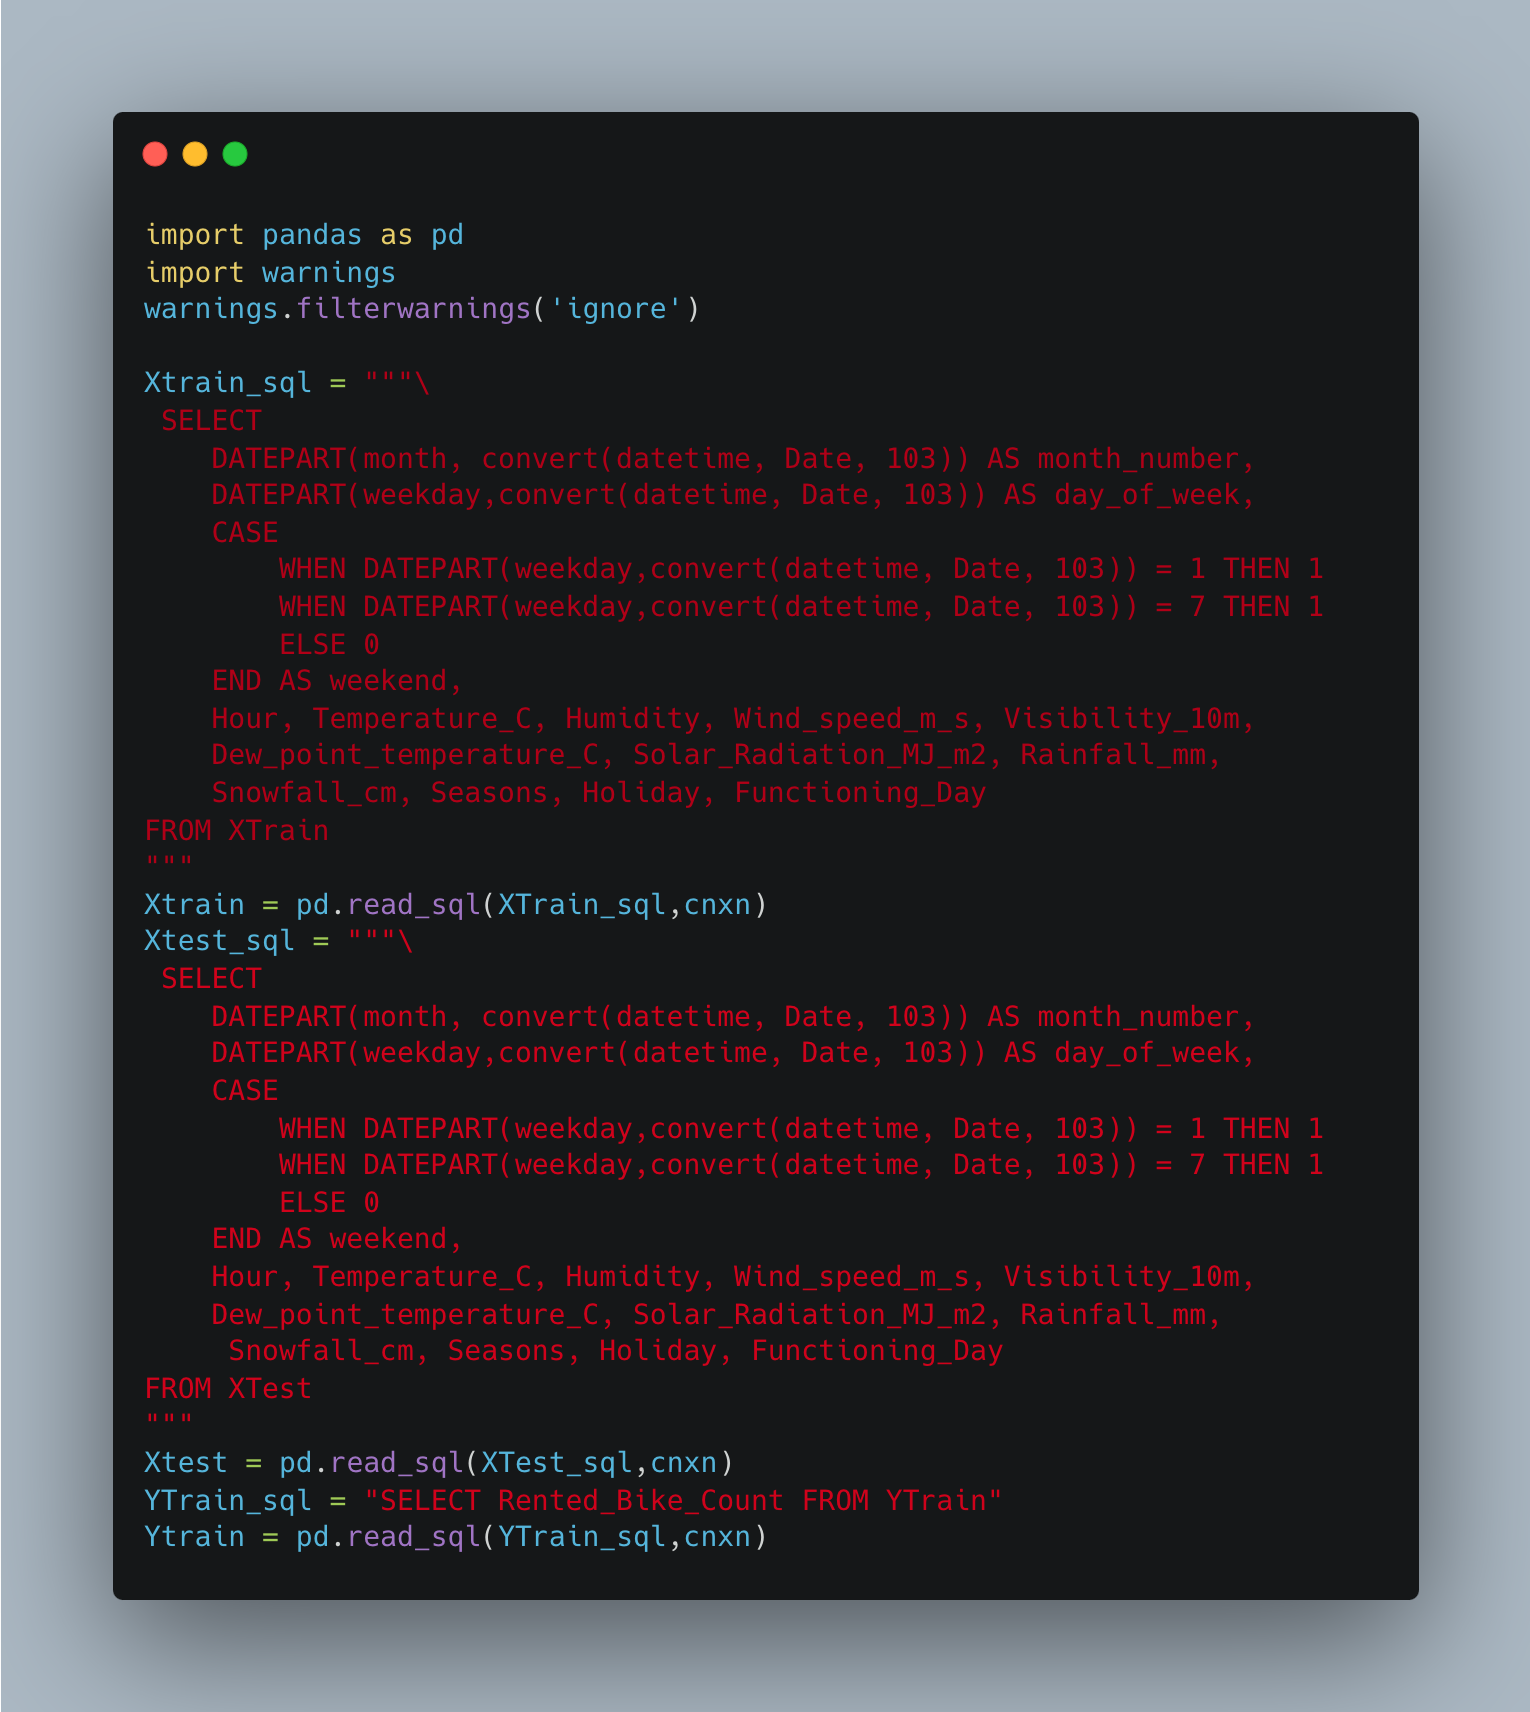 import pandas as pd
import warnings
warnings.filterwarnings('ignore')

Xtrain_sql = """\
 SELECT
    DATEPART(month, convert(datetime, Date, 103)) AS month_number,
    DATEPART(weekday,convert(datetime, Date, 103)) AS day_of_week,
    CASE
        WHEN DATEPART(weekday,convert(datetime, Date, 103)) = 1 THEN 1
        WHEN DATEPART(weekday,convert(datetime, Date, 103)) = 7 THEN 1
        ELSE 0
    END AS weekend,
    Hour, Temperature_C, Humidity, Wind_speed_m_s, Visibility_10m,
    Dew_point_temperature_C, Solar_Radiation_MJ_m2, Rainfall_mm,
    Snowfall_cm, Seasons, Holiday, Functioning_Day
FROM XTrain
"""
Xtrain = pd.read_sql(XTrain_sql,cnxn)
Xtest_sql = """\
 SELECT
    DATEPART(month, convert(datetime, Date, 103)) AS month_number,
    DATEPART(weekday,convert(datetime, Date, 103)) AS day_of_week,
    CASE
        WHEN DATEPART(weekday,convert(datetime, Date, 103)) = 1 THEN 1
        WHEN DATEPART(weekday,convert(datetime, Date, 103)) = 7 THEN 1
        ELSE 0
    END AS weekend,
    Hour, Temperature_C, Humidity, Wind_speed_m_s, Visibility_10m,
    Dew_point_temperature_C, Solar_Radiation_MJ_m2, Rainfall_mm,
     Snowfall_cm, Seasons, Holiday, Functioning_Day
FROM XTest
"""
Xtest = pd.read_sql(XTest_sql,cnxn)
YTrain_sql = "SELECT Rented_Bike_Count FROM YTrain"
Ytrain = pd.read_sql(YTrain_sql,cnxn)